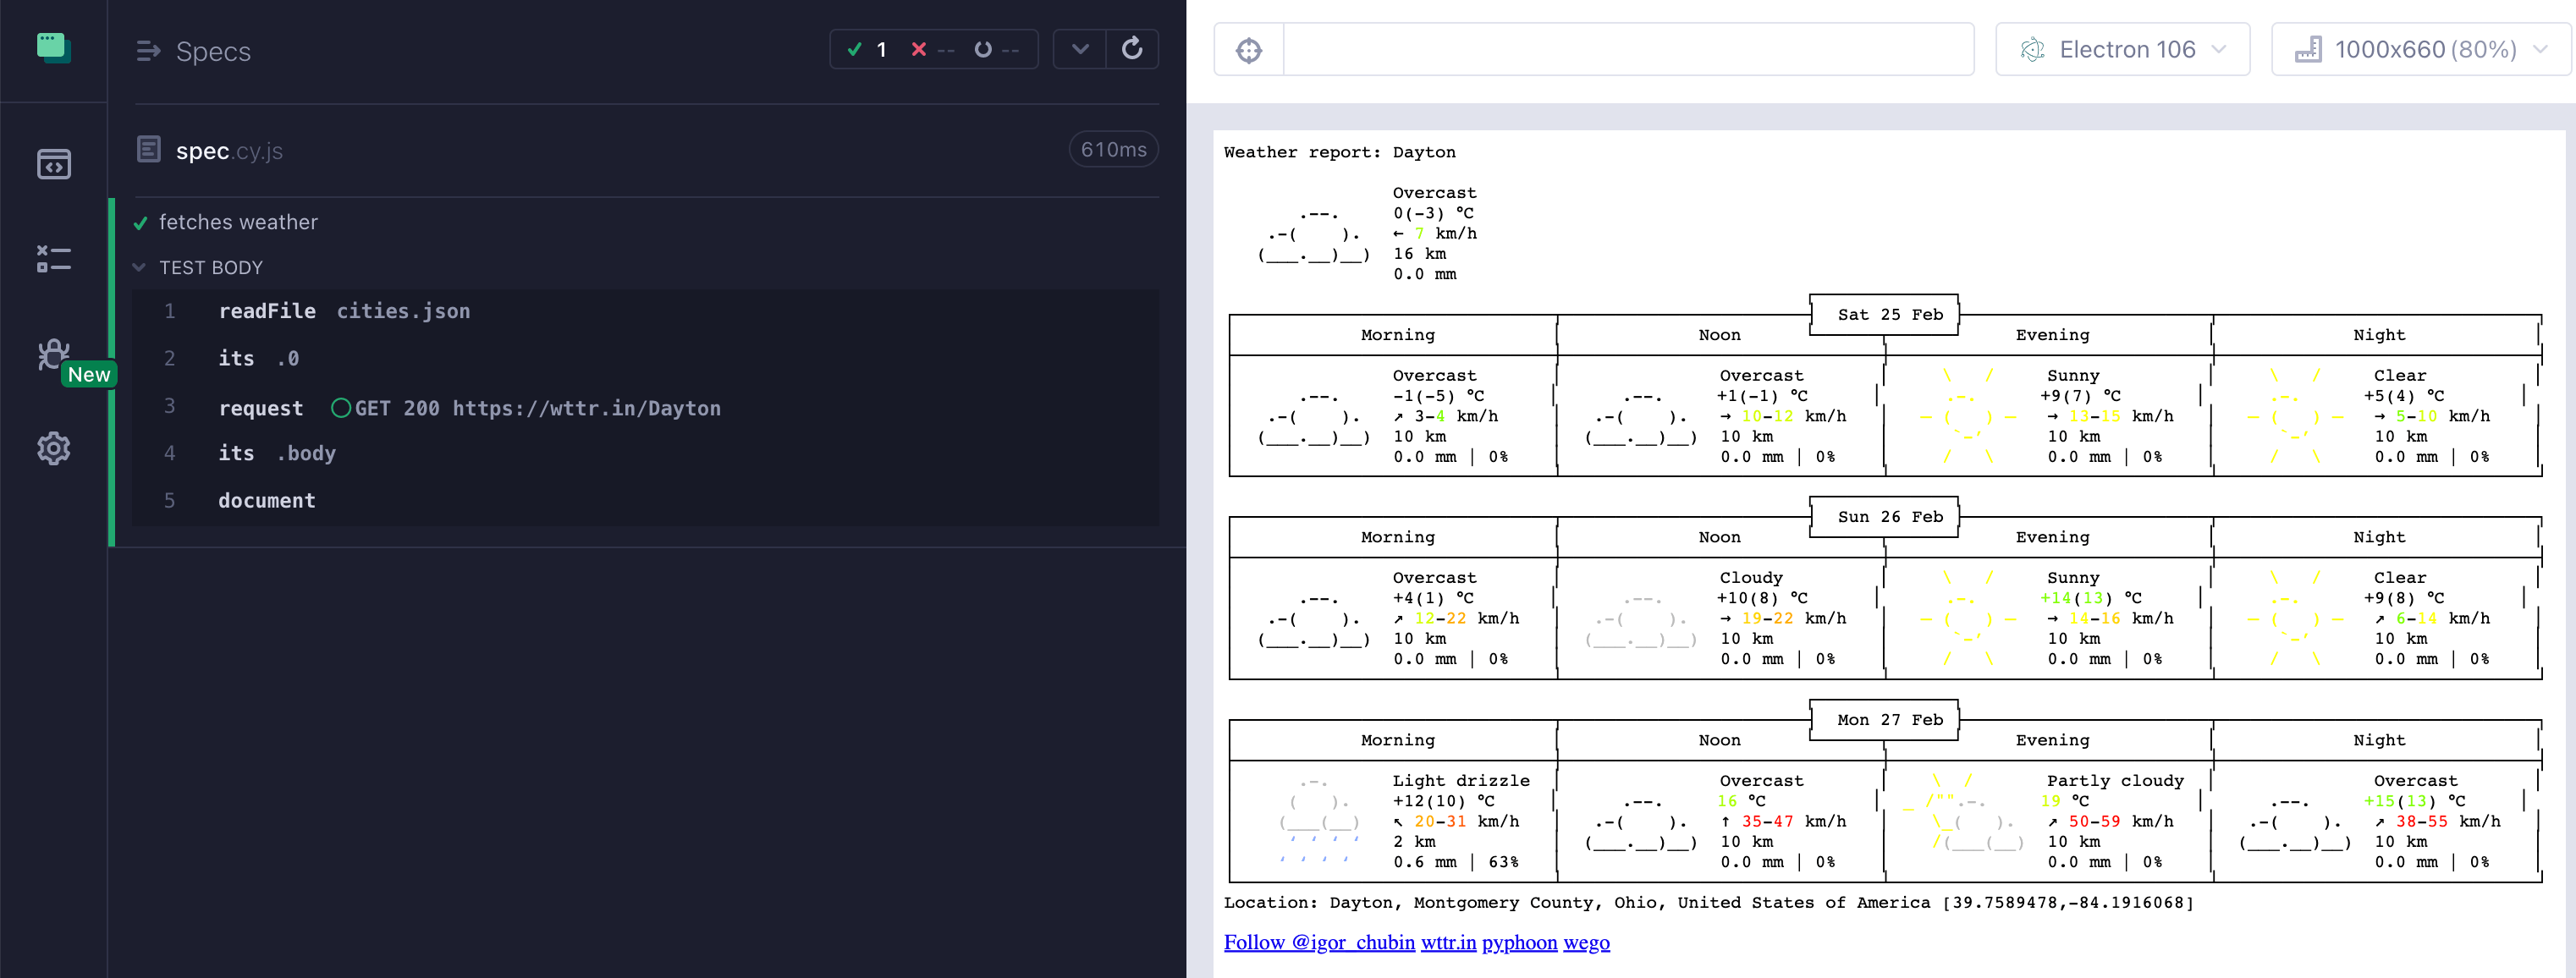 Specs
1 -- --
spec.cy.js
610ms
fetches weather
TEST BODY
1 readFile cities.json
2 its .0
3 request GET 200 https://wttr.in/Dayton
4 its .body
5 document
New
Electron 106
1000x660 (80%)
Weather report: Dayton
Overcast
0(-3) °C
← 7 km/h
16 km
0.0 mm
Sat 25 Feb
Morning Noon Evening Night
Overcast Overcast Sunny Clear
-1(-5) °C +1(-1) °C +9(7) °C +5(4) °C
↗ 3-4 km/h → 10-12 km/h → 13-15 km/h → 5-10 km/h
10 km 10 km 10 km 10 km
0.0 mm | 0% 0.0 mm | 0% 0.0 mm | 0% 0.0 mm | 0%
Sun 26 Feb
Morning Noon Evening Night
Overcast Cloudy Sunny Clear
+4(1) °C +10(8) °C +14(13) °C +9(8) °C
↗ 12-22 km/h → 19-22 km/h → 14-16 km/h ↗ 6-14 km/h
10 km 10 km 10 km 10 km
0.0 mm | 0% 0.0 mm | 0% 0.0 mm | 0% 0.0 mm | 0%
Mon 27 Feb
Morning Noon Evening Night
Light drizzle Overcast Partly cloudy Overcast
+12(10) °C 16 °C 19 °C +15(13) °C
↖ 20-31 km/h ↑ 35-47 km/h ↗ 50-59 km/h ↗ 38-55 km/h
2 km 10 km 10 km 10 km
0.6 mm | 63% 0.0 mm | 0% 0.0 mm | 0% 0.0 mm | 0%
Location: Dayton, Montgomery County, Ohio, United States of America [39.7589478,-84.1916068]
Follow @igor_chubin wttr.in pyphoon wego